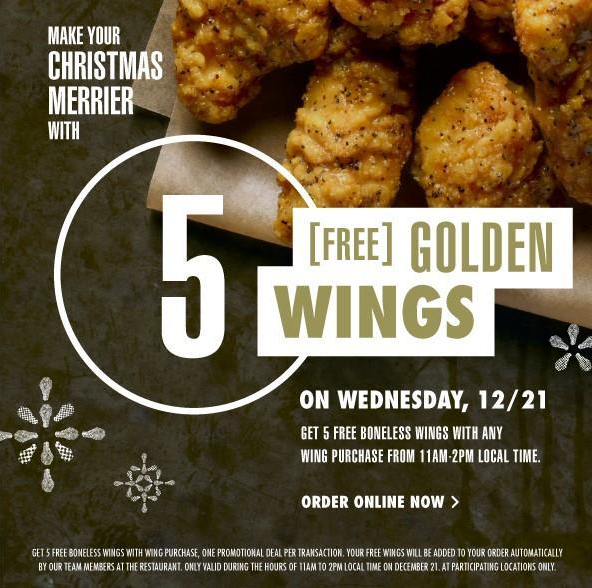 MAKE YOUR
CHRISTMAS
MERRIER
WITH
5
[FREE] GOLDEN
WINGS
ON WEDNESDAY, 12/21
GET 5 FREE BONELESS WINGS WITH ANY
WING PURCHASE FROM 11AM-2PM LOCAL TIME.
ORDER ONLINE NOW >
GET 5 FREE BONELESS WINGS WITH WING PURCHASE, ONE PROMOTIONAL DEAL PER TRANSACTION. YOUR FREE WINGS WILL BE ADDED TO YOUR ORDER AUTOMATICALLY
BY OUR TEAM MEMBERS AT THE RESTAURANT. ONLY VALID DURING THE HOURS OF 11AM TO 2PM LOCAL TIME ON DECEMBER 21. AT PARTICIPATING LOCATIONS ONLY.